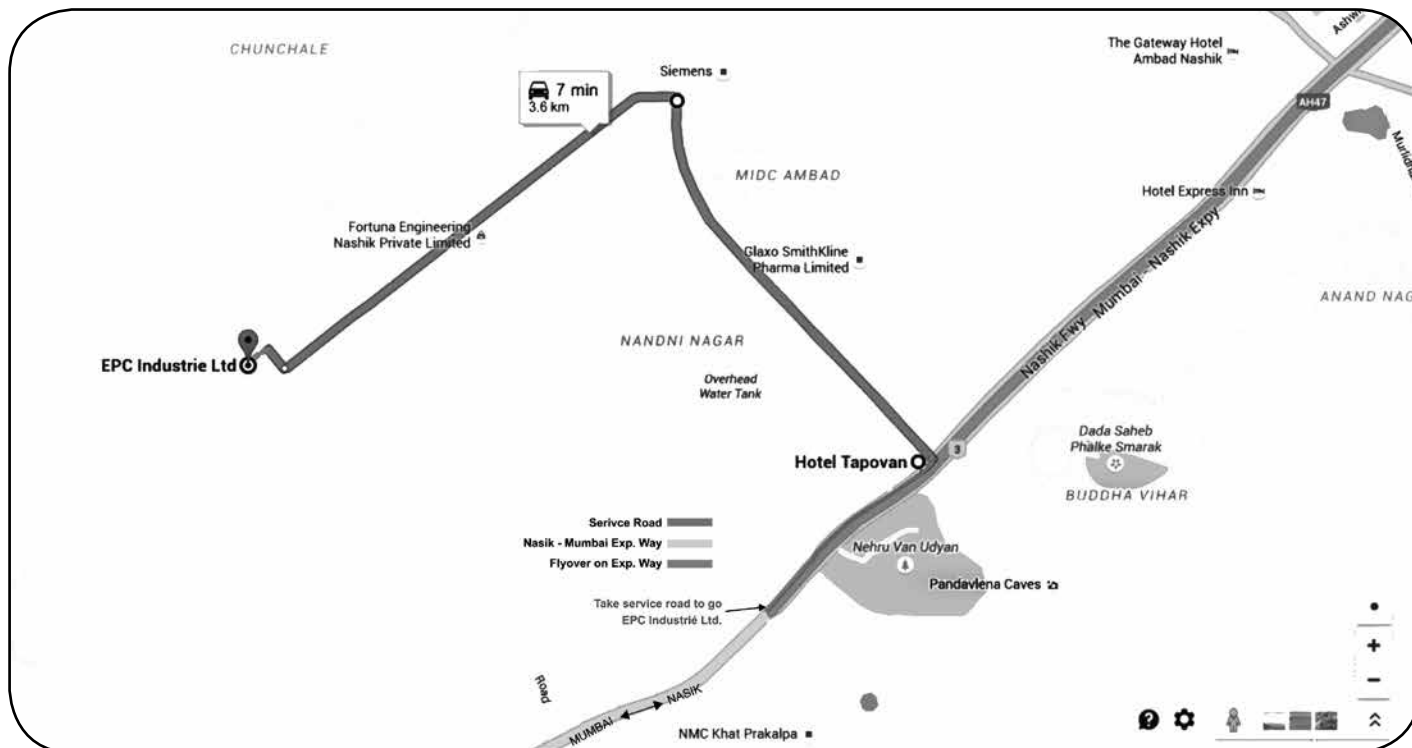 CHUNCHALE
The Gateway Hotel
Ambad Nashik
Ashwi
Siemens
7 min
3.6 km
AH47
MIDC AMBAD
Hotel Express Inn
Fortuna Engineering
Nashik Private Limited
Glaxo SmithKline
Pharma Limited
Nashik Fwy Mumbai - Nashik Expy
ANAND NAG
NANDNI NAGAR
EPC Industrie Ltd
Overhead
Water Tank
Dada Saheb
Phalke Smarak
3
Hotel Tapovan
BUDDHA VIHAR
Serivce Road
Nasik - Mumbai Exp. Way
Flyover on Exp. Way
Nehru Van Udyan
Pandavlena Caves
Take service road to go
EPC Industrié Ltd.
Road
MUMBAI NASIK
NMC Khat Prakalpa